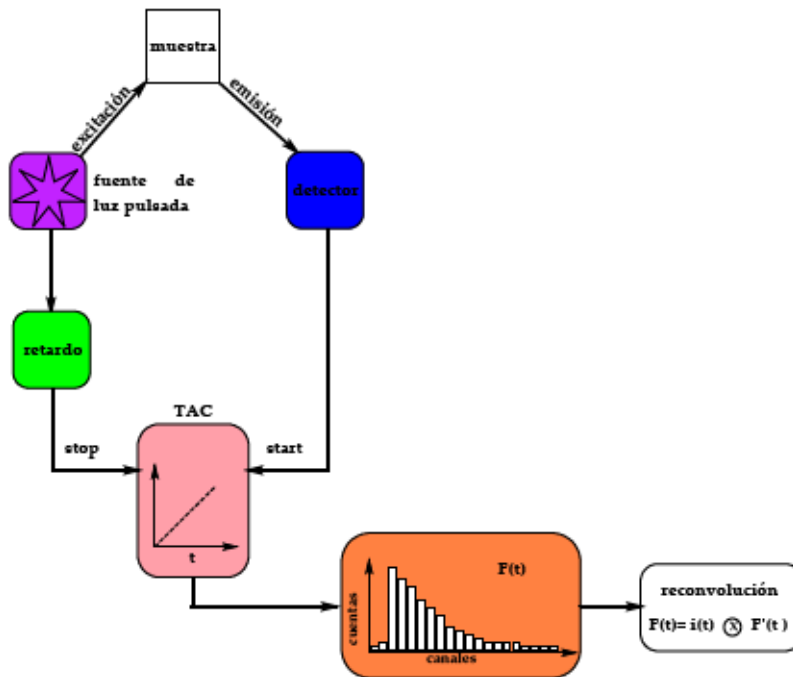 muestra
excitación
emisión
fuente de
luz pulsada
detector
retardo
TAC
stop
start
t
F(t)
cuentas
canales
reconvolución
F(t)= i(t) ⓧ F'(t )